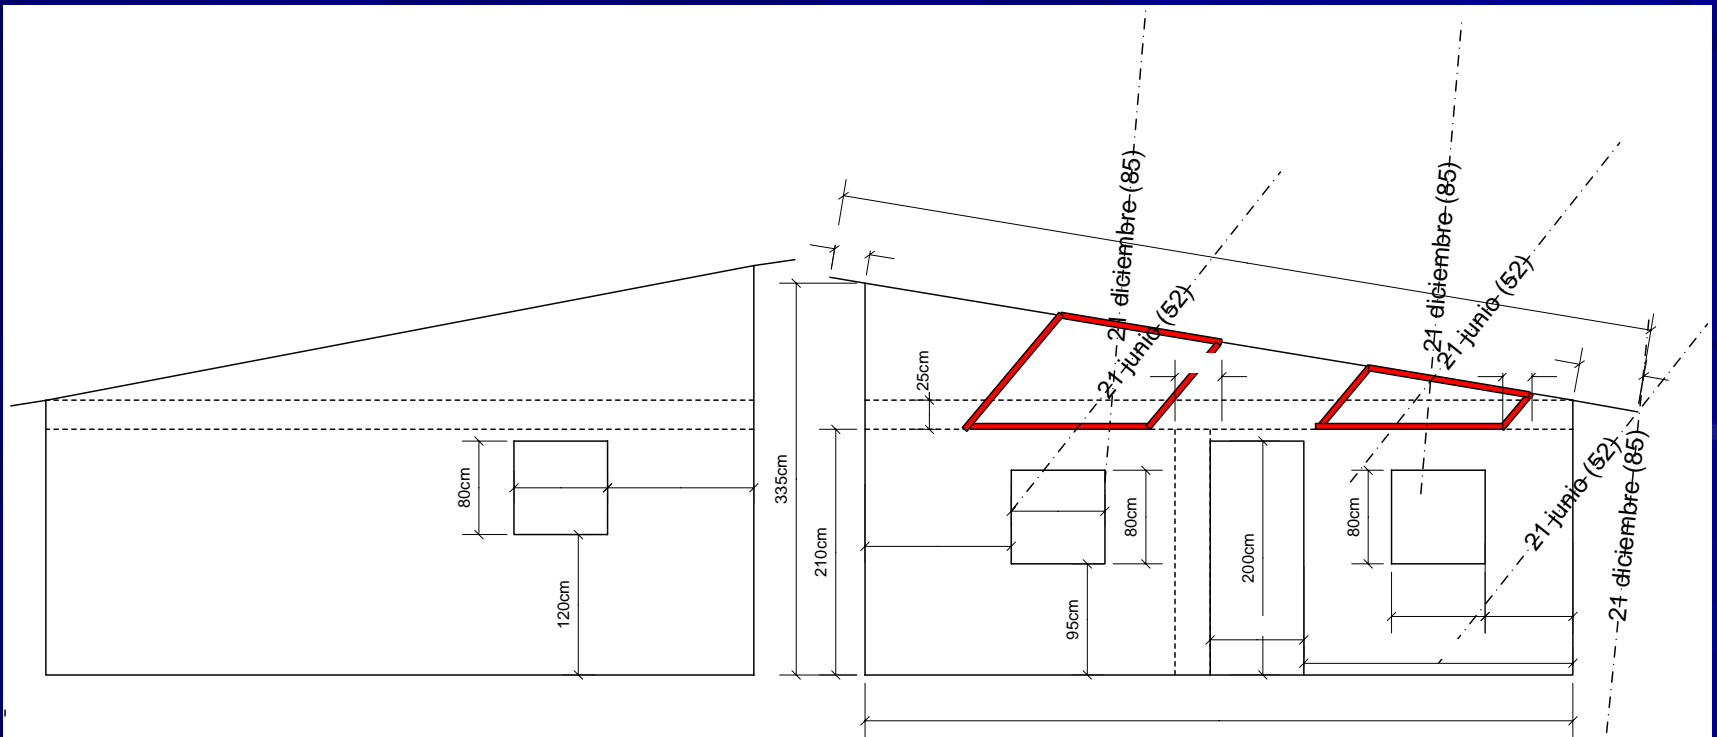 80cm
120cm
335cm
210cm
25cm
95cm
80cm
200cm
80cm
21 diciembre (85)
21 junio (52)
21 diciembre (85)
21 junio (52)
21 junio (52)
21 diciembre (85)